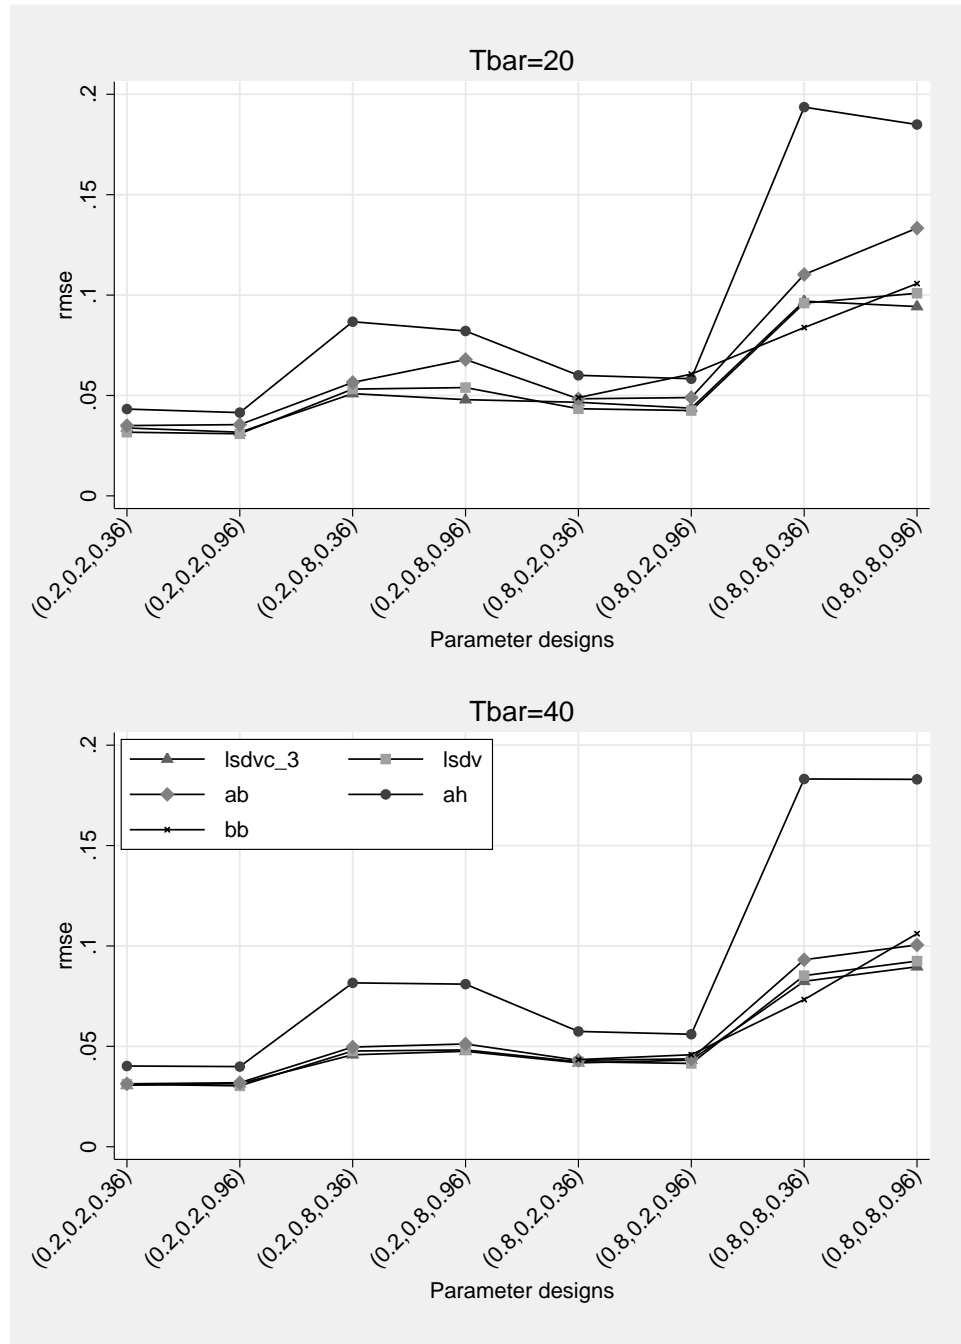 Tbar=20
.2
.15
.1
.05
0
rmse
(0.2,0.2,0.36)
(0.2,0.2,0.96)
(0.2,0.8,0.36)
(0.2,0.8,0.96)
(0.8,0.2,0.36)
(0.8,0.2,0.96)
(0.8,0.8,0.36)
(0.8,0.8,0.96)
Parameter designs
Tbar=40
lsdvc_3 lsdv
ab ah
bb
.2
.15
.1
.05
0
rmse
(0.2,0.2,0.36)
(0.2,0.2,0.96)
(0.2,0.8,0.36)
(0.2,0.8,0.96)
(0.8,0.2,0.36)
(0.8,0.2,0.96)
(0.8,0.8,0.36)
(0.8,0.8,0.96)
Parameter designs